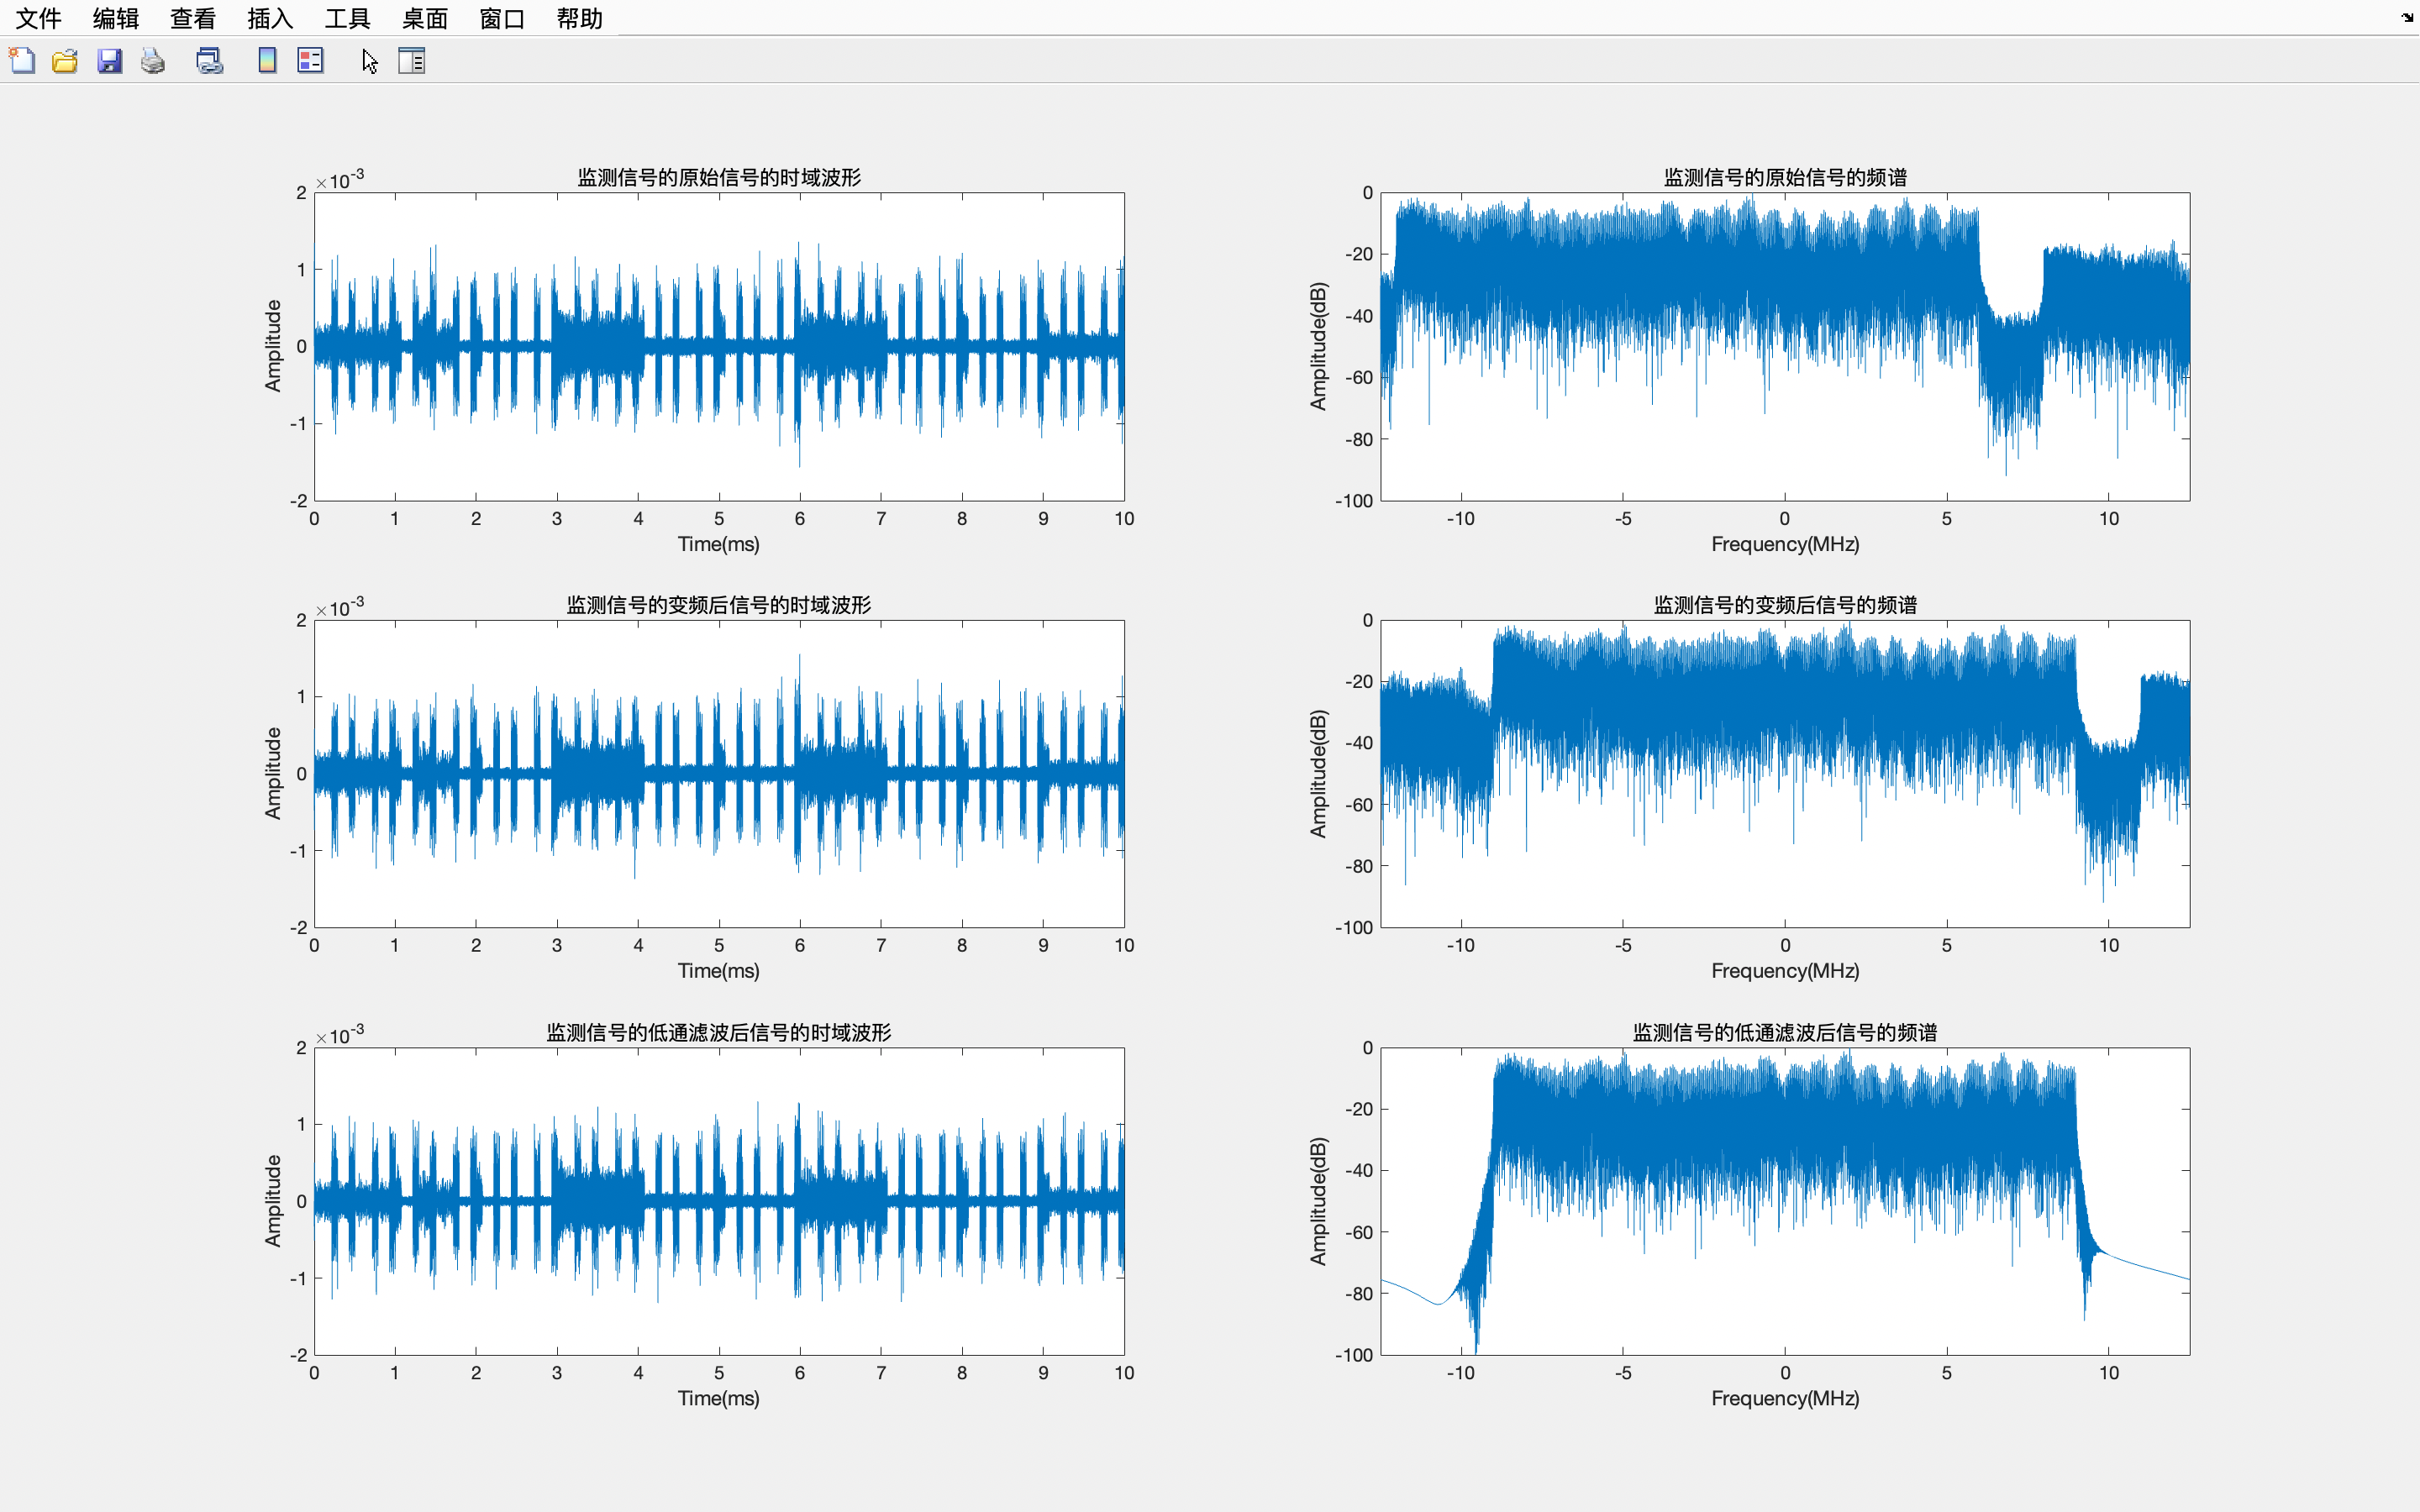 文件 编辑 查看 插入 工具 桌面 窗口 帮助
监测信号的原始信号的时域波形
×10-3
2
1
0
-1
-2
Amplitude
0 1 2 3 4 5 6 7 8 9 10
Time(ms)
监测信号的原始信号的频谱
0
-20
-40
-60
-80
-100
Amplitude(dB)
-10 -5 0 5 10
Frequency(MHz)
监测信号的变频后信号的时域波形
×10-3
2
1
0
-1
-2
Amplitude
0 1 2 3 4 5 6 7 8 9 10
Time(ms)
监测信号的变频后信号的频谱
0
-20
-40
-60
-80
-100
Amplitude(dB)
-10 -5 0 5 10
Frequency(MHz)
监测信号的低通滤波后信号的时域波形
×10-3
2
1
0
-1
-2
Amplitude
0 1 2 3 4 5 6 7 8 9 10
Time(ms)
监测信号的低通滤波后信号的频谱
0
-20
-40
-60
-80
-100
Amplitude(dB)
-10 -5 0 5 10
Frequency(MHz)